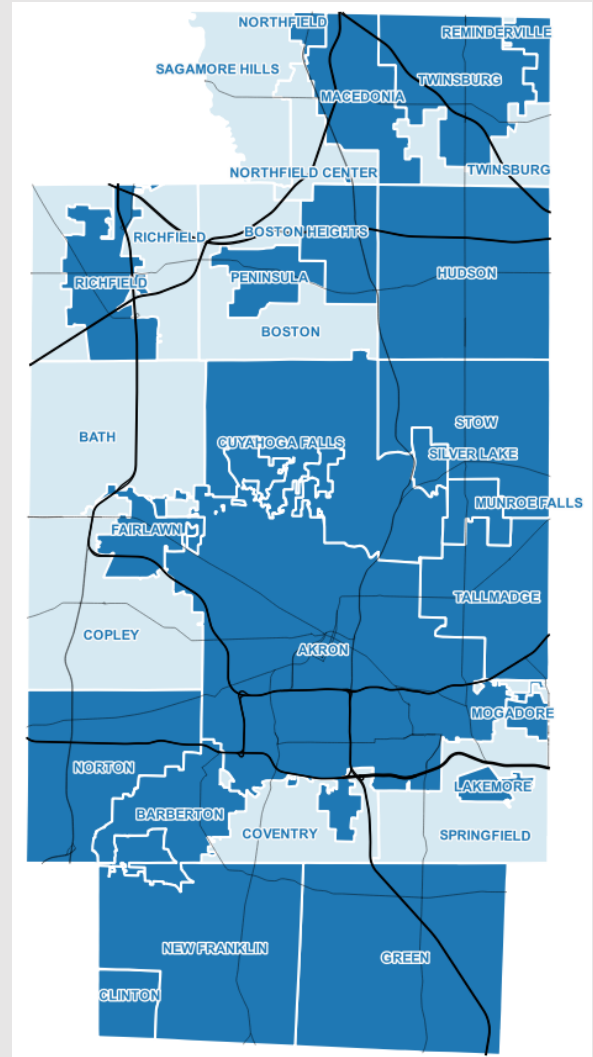 NORTHFIELD
REMINDERVILLE
SAGAMORE HILLS
TWINSBURG
MACEDONIA
NORTHFIELD CENTER
TWINSBURG
RICHFIELD
BOSTON HEIGHTS
RICHFIELD
PENINSULA
HUDSON
BOSTON
BATH
STOW
CUYAHOGA FALLS
SILVER LAKE
MUNROE FALLS
FAIRLAWN
TALLMADGE
COPLEY
AKRON
MOGADORE
NORTON
LAKEMORE
BARBERTON
COVENTRY
SPRINGFIELD
NEW FRANKLIN
GREEN
CLINTON